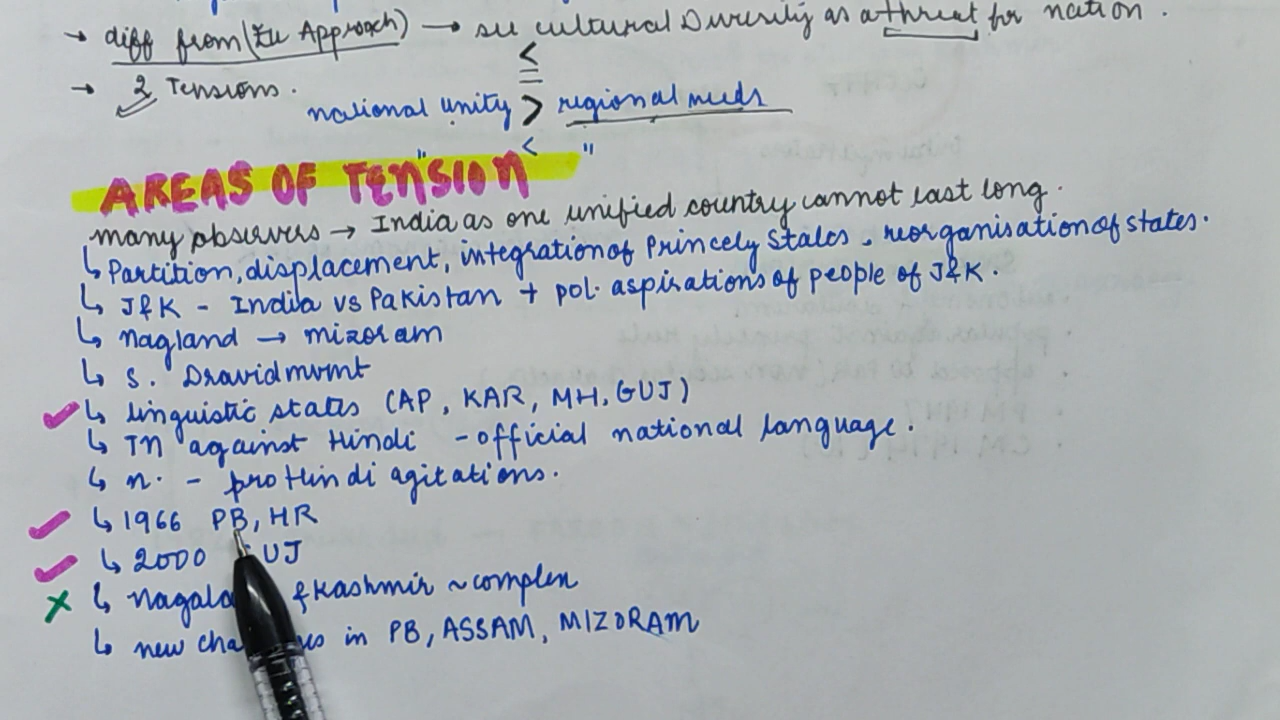 → diff from (Eu Approach) → see cultural Diversity as a threat for nation.
<
=
→ 2 Tensions.
national unity > regional needs
" < "
AREAS OF TENSION
many observers → India as one unified country cannot last long.
↳ Partition, displacement, integration of Princely States, reorganisation of states.
↳ J&K - India vs Pakistan + pol. aspirations of people of J&K.
↳ Nagland → mizoram
↳ S. Dravid mvmt
✓ ↳ linguistic states (AP, KAR, MH, GUJ)
↳ TN against Hindi - official national language.
↳ n. - pro Hindi agitations.
✓ ↳ 1966 PB, HR
✓ ↳ 2000 UJ
x ↳ & Kashmir ~ complex
↳ new in PB, ASSAM, MIZORAM